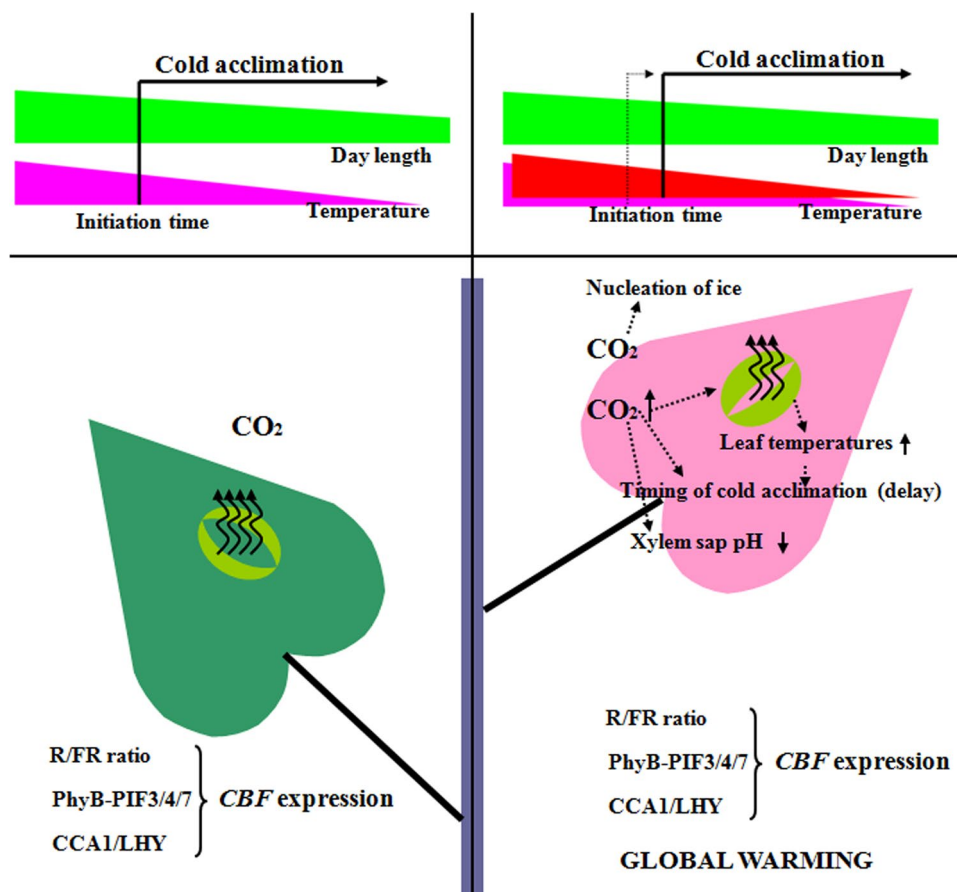 Cold acclimation
Day length
Temperature
Initiation time
Cold acclimation
Day length
Initiation time
Temperature
CO₂
R/FR ratio
PhyB-PIF3/4/7
CCA1/LHY
CBF expression
Nucleation of ice
CO₂
CO₂
Leaf temperatures
Timing of cold acclimation (delay)
Xylem sap pH
R/FR ratio
PhyB-PIF3/4/7
CCA1/LHY
CBF expression
GLOBAL WARMING